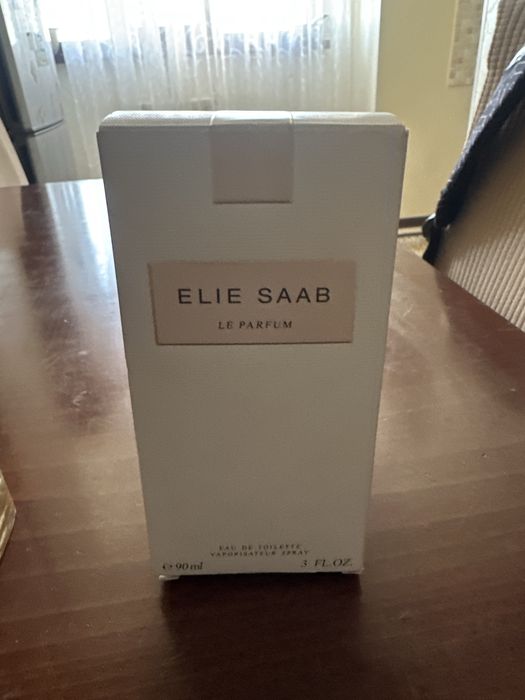 ELIE SAAB
LE PARFUM
EAU DE TOILETTE
VAPORISATEUR SPRAY
℮ 90 ml 3 FL.OZ.